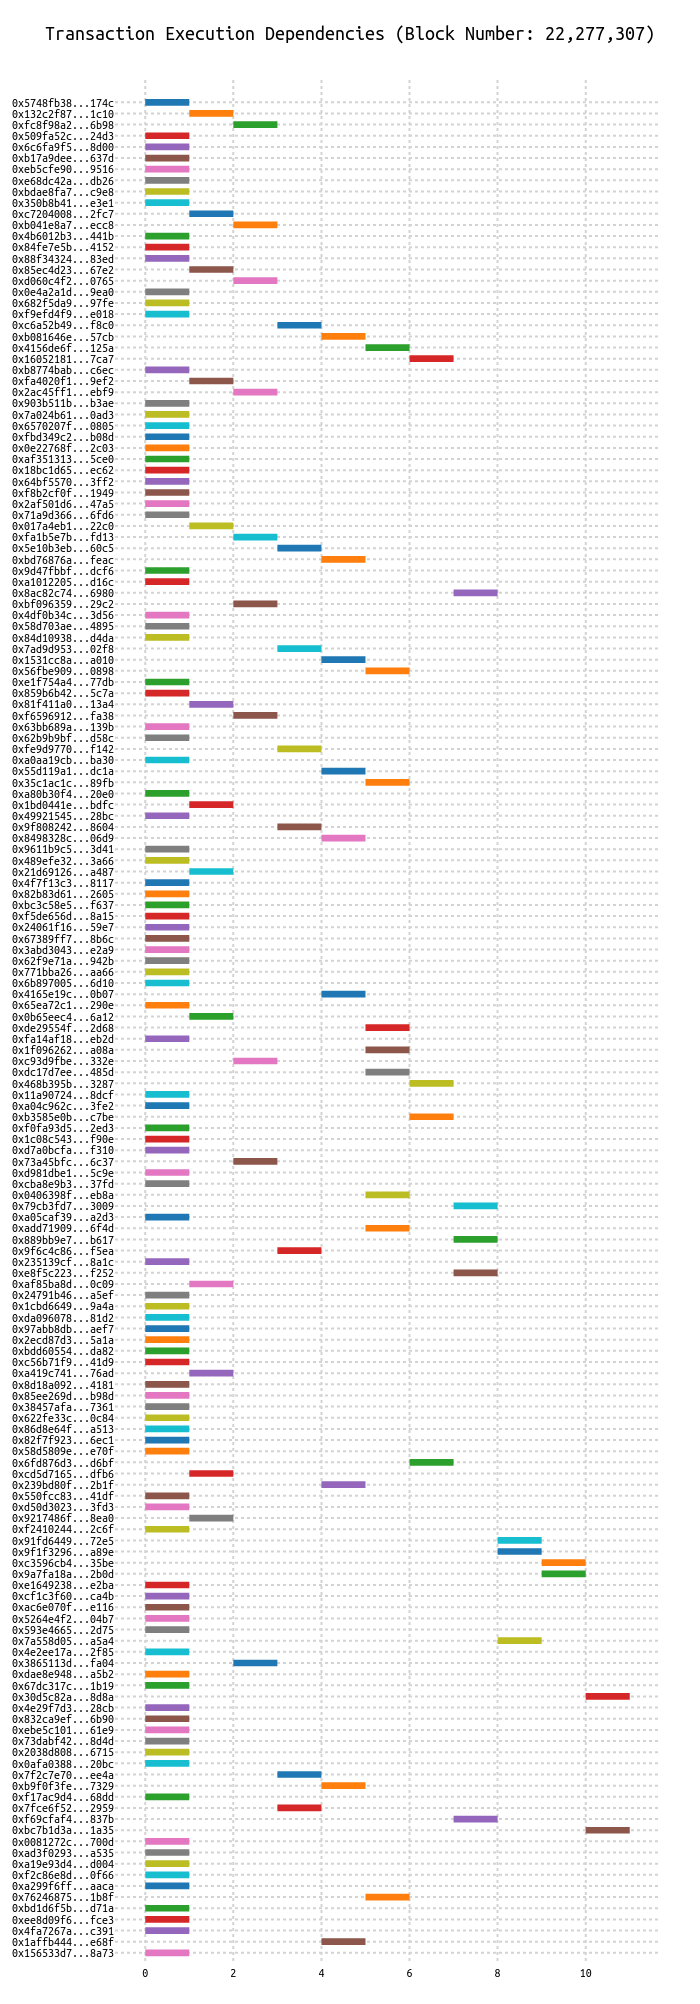 Transaction Execution Dependencies (Block Number: 22,277,307)
0x5748fb38...174c
0x132c2f87...1c10
0xfc8f98a2...6b98
0x509fa52c...24d3
0x6c6fa9f5...8d00
0xb17a9dee...637d
0xeb5cfe90...9516
0xe68dc42a...db26
0xbdae8fa7...c9e8
0x350b8b41...e3e1
0xc7204008...2fc7
0xb041e8a7...ecc8
0x4b6012b3...441b
0x84fe7e5b...4152
0x88f34324...83ed
0x85ec4d23...67e2
0xd060c4f2...0765
0x0e4a2a1d...9ea0
0x682f5da9...97fe
0xf9efd4f9...e018
0xc6a52b49...f8c0
0xb081646e...57cb
0x4156de6f...125a
0x16052181...7ca7
0xb8774bab...c6ec
0xfa4020f1...9ef2
0x2ac45ff1...ebf9
0x903b511b...b3ae
0x7a024b61...0ad3
0x6570207f...0805
0xfbd349c2...b08d
0x0e22768f...2c03
0xaf351313...5ce0
0x18bc1d65...ec62
0x64bf5570...3ff2
0xf8b2cf0f...1949
0x2af501d6...47a5
0x71a9d366...6fd6
0x017a4eb1...22c0
0xfa1b5e7b...fd13
0x5e10b3eb...60c5
0xbd76876a...feac
0x9d47fbbf...dcf6
0xa1012205...d16c
0x8ac82c74...6980
0xbf096359...29c2
0x4df0b34c...3d56
0x58d703ae...4895
0x84d10938...d4da
0x7ad9d953...02f8
0x1531cc8a...a010
0x56fbe909...0898
0xe1f754a4...77db
0x859b6b42...5c7a
0x81f411a0...13a4
0xf6596912...fa38
0x63bb689a...139b
0x62b9b9bf...d58c
0xfe9d9770...f142
0xa0aa19cb...ba30
0x55d119a1...dc1a
0x35c1ac1c...89fb
0xa80b30f4...20e0
0x1bd0441e...bdfc
0x49921545...28bc
0x9f808242...8604
0x8498328c...06d9
0x9611b9c5...3d41
0x489efe32...3a66
0x21d69126...a487
0x4f7f13c3...8117
0x82b83d61...2605
0xbc3c58e5...f637
0xf5de656d...8a15
0x24061f16...59e7
0x67389ff7...8b6c
0x3abd3043...e2a9
0x62f9e71a...942b
0x771bba26...aa66
0x6b897005...6d10
0x4165e19c...0b07
0x65ea72c1...290e
0x0b65eec4...6a12
0xde29554f...2d68
0xfa14af18...eb2d
0x1f096262...a08a
0xc93d9fbe...332e
0xdc17d7ee...485d
0x468b395b...3287
0x11a90724...8dcf
0xa04c962c...3fe2
0xb3585e0b...c7be
0xf0fa93d5...2ed3
0x1c08c543...f90e
0xd7a0bcfa...f310
0x73a45bfc...6c37
0xd981dbe1...5c9e
0xcba8e9b3...37fd
0x0406398f...eb8a
0x79cb3fd7...3009
0xa05caf39...a2d3
0xadd71909...6f4d
0x889bb9e7...b617
0x9f6c4c86...f5ea
0x235139cf...8a1c
0xe8f5c223...f252
0xaf85ba8d...0c09
0x24791b46...a5ef
0x1cbd6649...9a4a
0xda096078...81d2
0x97abb8db...aef7
0x2ecd87d3...5a1a
0xbdd60554...da82
0xc56b71f9...41d9
0xa419c741...76ad
0x8d18a092...4181
0x85ee269d...b98d
0x38457afa...7361
0x622fe33c...0c84
0x86d8e64f...a513
0x82f7f923...6ec1
0x58d5809e...e70f
0x6fd876d3...d6bf
0xcd5d7165...dfb6
0x239bd80f...2b1f
0x550fcc83...41df
0xd50d3023...3fd3
0x9217486f...8ea0
0xf2410244...2c6f
0x91fd6449...72e5
0x9f1f3296...a89e
0xc3596cb4...35be
0x9a7fa18a...2b0d
0xe1649238...e2ba
0xcf1c3f60...ca4b
0xac6e070f...e116
0x5264e4f2...04b7
0x593e4665...2d75
0x7a558d05...a5a4
0x4e2ee17a...2f85
0x3865113d...fa04
0xdae8e948...a5b2
0x67dc317c...1b19
0x30d5c82a...8d8a
0x4e29f7d3...28cb
0x832ca9ef...6b90
0xebe5c101...61e9
0x73dabf42...8d4d
0x2038d808...6715
0x0afa0388...20bc
0x7f2c7e70...ee4a
0xb9f0f3fe...7329
0xf17ac9d4...68dd
0x7fce6f52...2959
0xf69cfaf4...837b
0xbc7b1d3a...1a35
0x0081272c...700d
0xad3f0293...a535
0xa19e93d4...d004
0xf2c86e8d...0f66
0xa299f6ff...aaca
0x76246875...1b8f
0xbd1d6f5b...d71a
0xee8d09f6...fce3
0x4fa7267a...c391
0x1affb444...e68f
0x156533d7...8a73
0 2 4 6 8 10